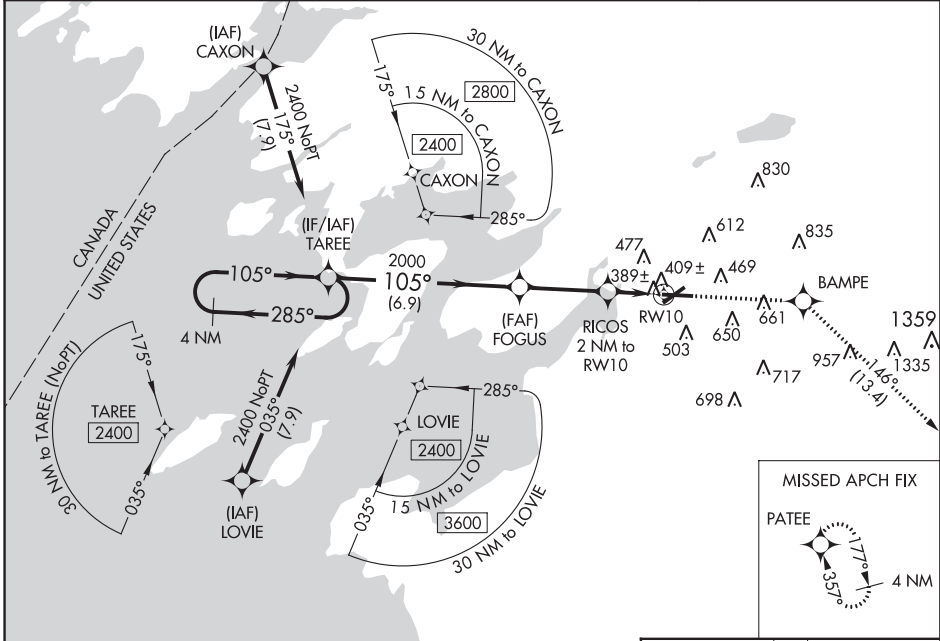 (IAF)
CAXON
2400 NoPT
175°
(7.9)
CANADA
UNITED STATES
30 NM to CAXON
2800
175°
15 NM to CAXON
2400
CAXON
285°
(IF/IAF)
TAREE
105°
285°
4 NM
2000
105°
(6.9)
(FAF)
FOGUS
RICOS
2 NM to
RW10
RW10
BAMPE
146°
(13.4)
830
612
835
477
389±
409±
469
661
650
503
717
698
957
1335
1359
30 NM to TAREE (NoPT)
175°
TAREE
2400
035°
2400 NoPT
035°
(7.9)
(IAF)
LOVIE
285°
LOVIE
2400
15 NM to LOVIE
035°
3600
30 NM to LOVIE
MISSED APCH FIX
PATEE
177°
357°
4 NM